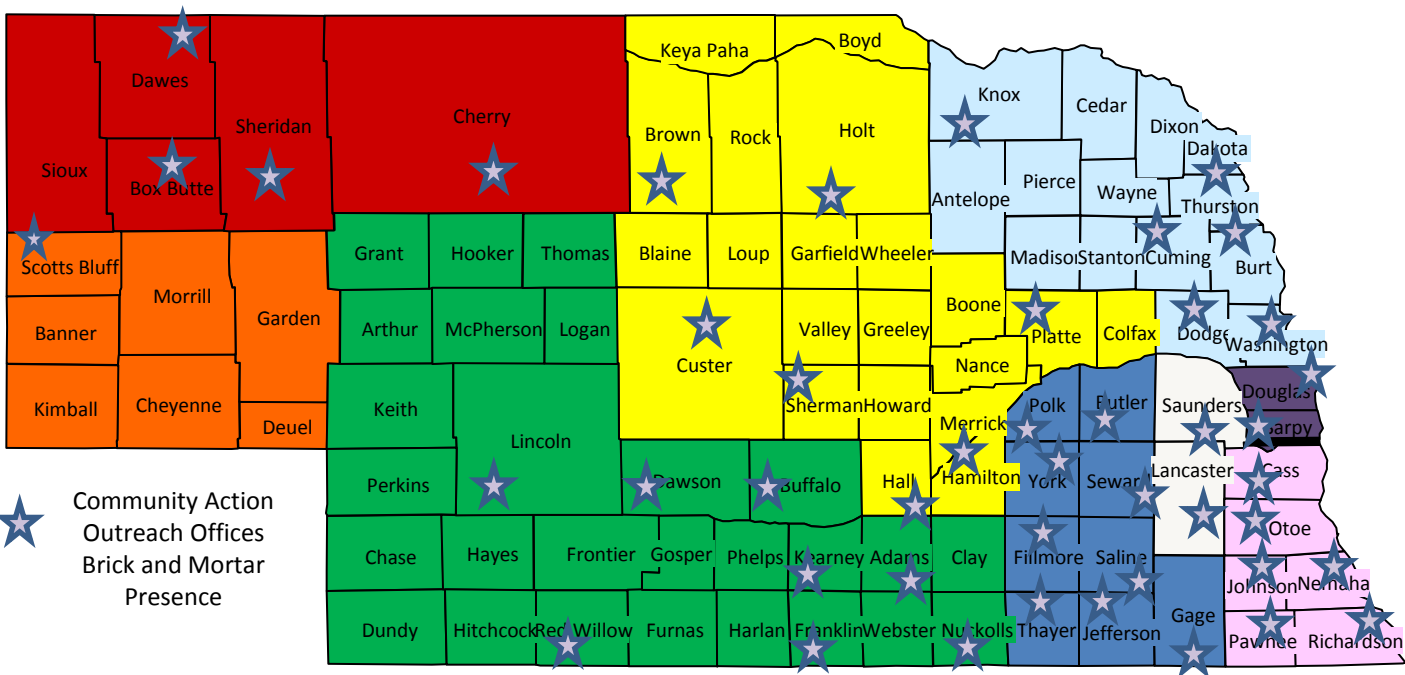 Keya Paha
Boyd
Dawes
Knox
Cedar
Cherry
Sheridan
Brown
Rock
Holt
Dixon
Dakota
Sioux
Box Butte
Pierce
Wayne
Antelope
Thurston
Scotts Bluff
Grant
Hooker
Thomas
Blaine
Loup
Garfield
Wheeler
Madison
Stanton
Cuming
Burt
Morrill
Garden
Banner
Arthur
McPherson
Logan
Valley
Greeley
Boone
Platte
Colfax
Dodge
Washington
Custer
Nance
Kimball
Cheyenne
Deuel
Keith
Sherman
Howard
Polk
Butler
Saunders
Douglas
Sarpy
Merrick
Lincoln
Perkins
Dawson
Buffalo
Hall
Hamilton
York
Seward
Lancaster
Cass
Otoe
Community Action
Outreach Offices
Brick and Mortar
Presence
Chase
Hayes
Frontier
Gosper
Phelps
Kearney
Adams
Clay
Fillmore
Saline
Johnson
Nemaha
Dundy
Hitchcock
Red Willow
Furnas
Harlan
Franklin
Webster
Nuckolls
Thayer
Jefferson
Gage
Pawnee
Richardson